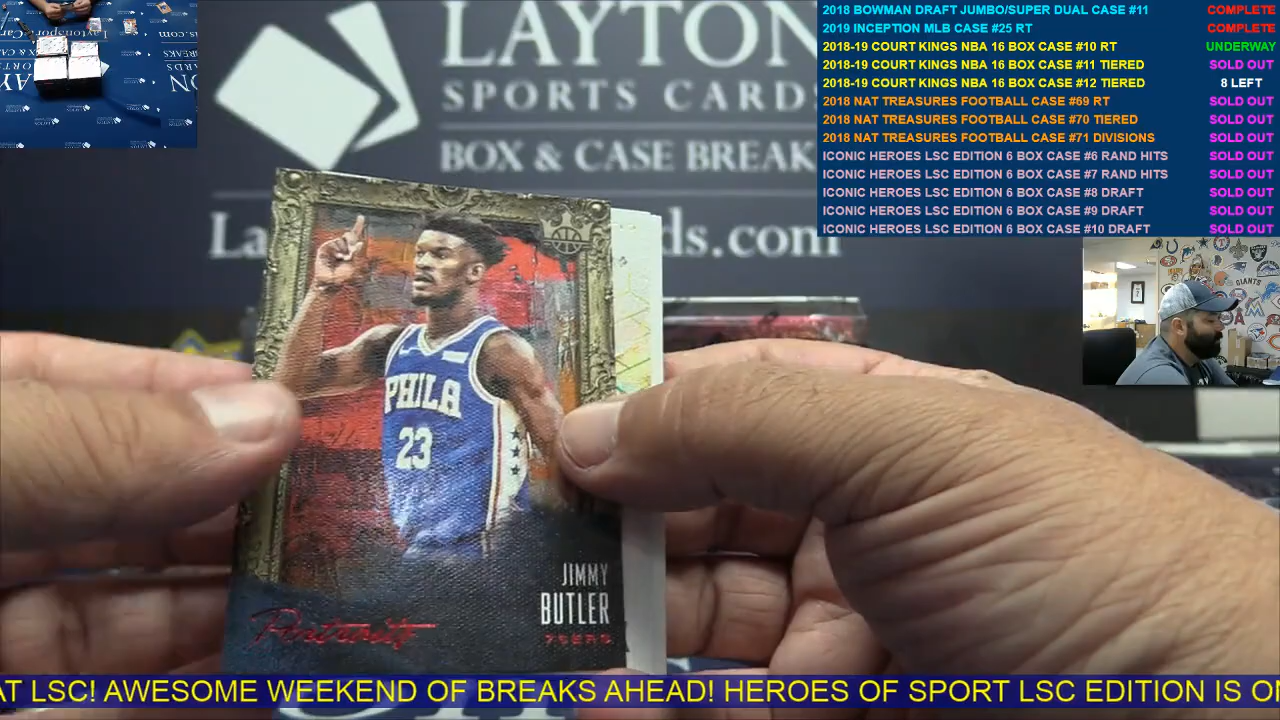 2018 BOWMAN DRAFT JUMBO/SUPER DUAL CASE #11 COMPLETE
2019 INCEPTION MLB CASE #25 RT COMPLETE
2018-19 COURT KINGS NBA 16 BOX CASE #10 RT UNDERWAY
2018-19 COURT KINGS NBA 16 BOX CASE #11 TIERED SOLD OUT
2018-19 COURT KINGS NBA 16 BOX CASE #12 TIERED 8 LEFT
2018 NAT TREASURES FOOTBALL CASE #69 RT SOLD OUT
2018 NAT TREASURES FOOTBALL CASE #70 TIERED SOLD OUT
2018 NAT TREASURES FOOTBALL CASE #71 DIVISIONS SOLD OUT
ICONIC HEROES LSC EDITION 6 BOX CASE #6 RAND HITS SOLD OUT
ICONIC HEROES LSC EDITION 6 BOX CASE #7 RAND HITS SOLD OUT
ICONIC HEROES LSC EDITION 6 BOX CASE #8 DRAFT SOLD OUT
ICONIC HEROES LSC EDITION 6 BOX CASE #9 DRAFT SOLD OUT
ICONIC HEROES LSC EDITION 6 BOX CASE #10 DRAFT SOLD OUT
LAYTON
SPORTS CARDS
BOX & CASE BREAK
La ds.com
PHILA
23
JIMMY
BUTLER
76ERS
Portraits
AT LSC! AWESOME WEEKEND OF BREAKS AHEAD! HEROES OF SPORT LSC EDITION IS ON